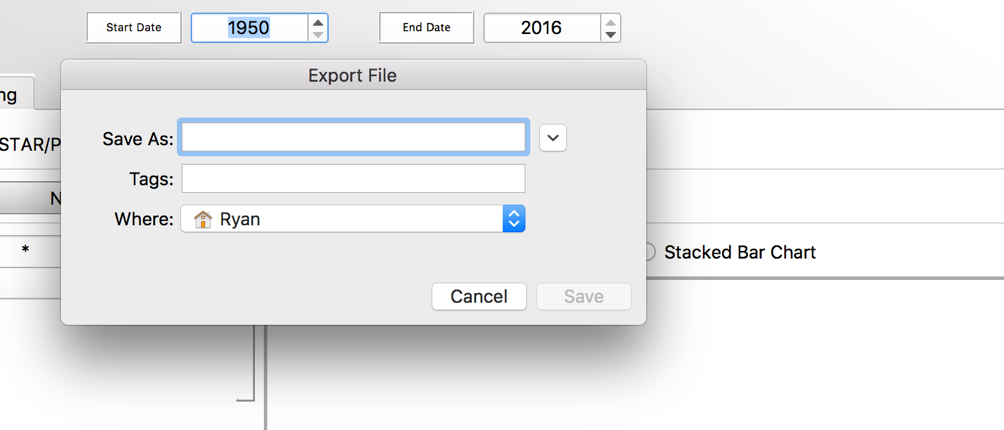 Start Date 1950 End Date 2016
Export File
ng
Save As:
STAR/P
Tags:
N
Where: Ryan
*
Stacked Bar Chart
Cancel Save